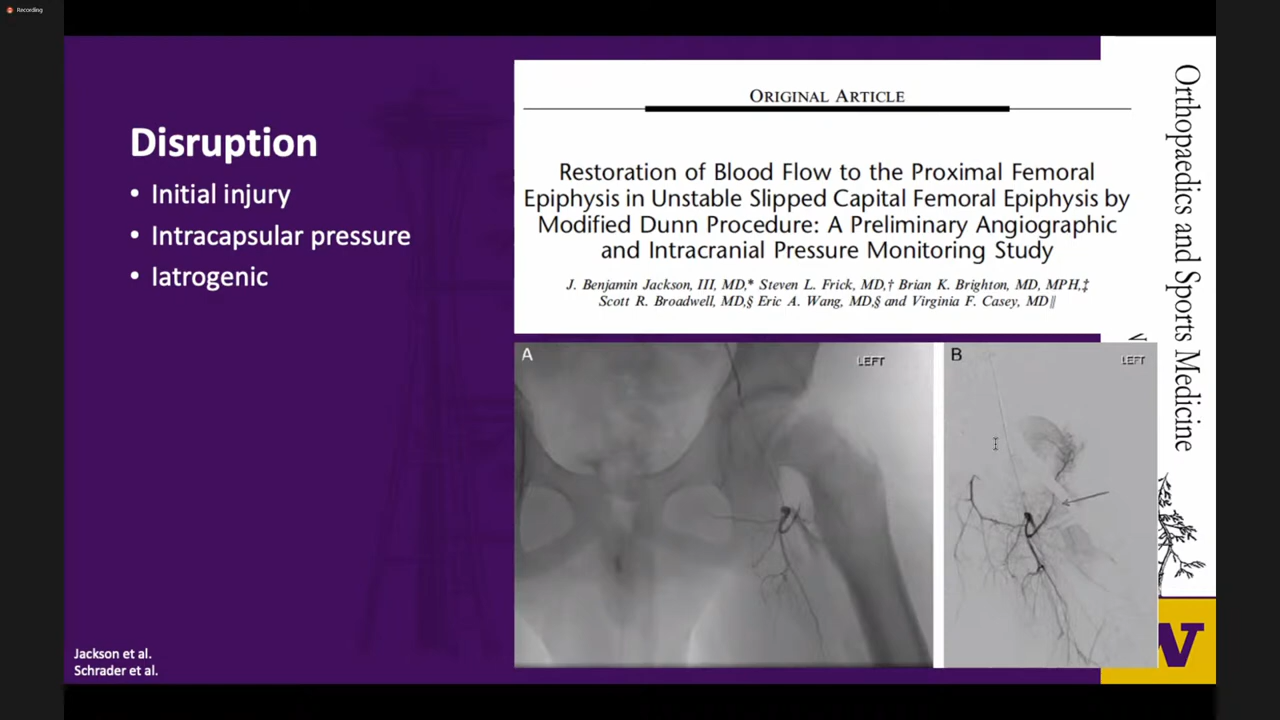 Recording
Disruption
• Initial injury
• Intracapsular pressure
• Iatrogenic
Jackson et al.
Schrader et al.
ORIGINAL ARTICLE
Restoration of Blood Flow to the Proximal Femoral
Epiphysis in Unstable Slipped Capital Femoral Epiphysis by
Modified Dunn Procedure: A Preliminary Angiographic
and Intracranial Pressure Monitoring Study
J. Benjamin Jackson, III, MD,* Steven L. Frick, MD,† Brian K. Brighton, MD, MPH,‡
Scott R. Broadwell, MD,§ Eric A. Wang, MD,§ and Virginia F. Casey, MD∥
A
LEFT
B
LEFT
Orthopaedics and Sports Medicine
W